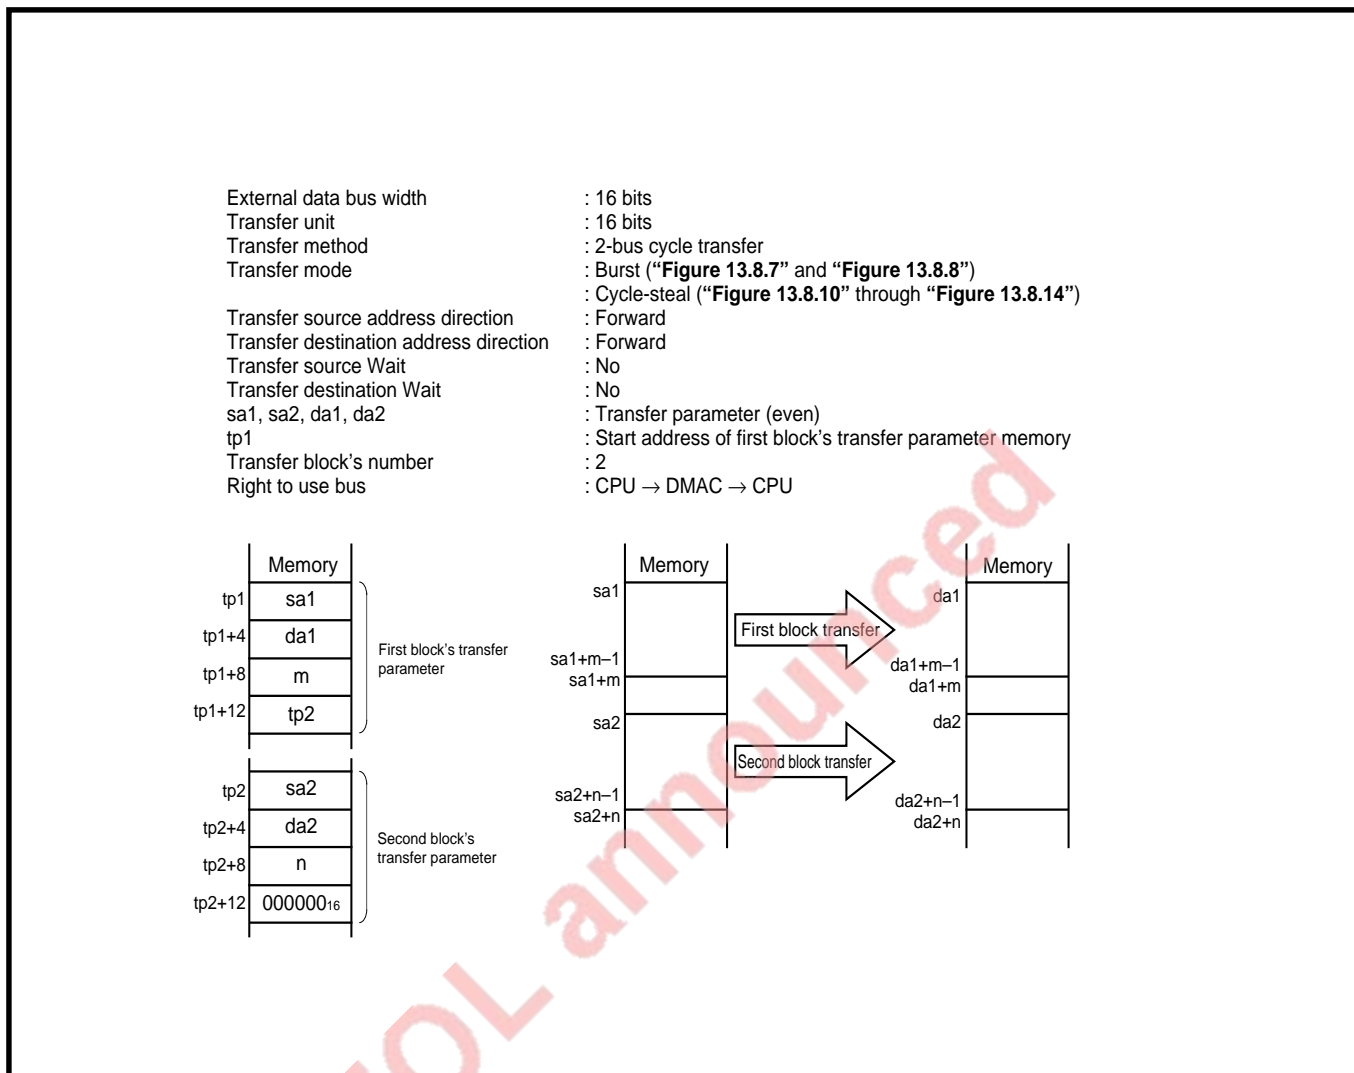 External data bus width : 16 bits
Transfer unit : 16 bits
Transfer method : 2-bus cycle transfer
Transfer mode : Burst (“Figure 13.8.7” and “Figure 13.8.8”)
: Cycle-steal (“Figure 13.8.10” through “Figure 13.8.14”)
Transfer source address direction : Forward
Transfer destination address direction : Forward
Transfer source Wait : No
Transfer destination Wait : No
sa1, sa2, da1, da2 : Transfer parameter (even)
tp1 : Start address of first block’s transfer parameter memory
Transfer block’s number : 2
Right to use bus : CPU → DMAC → CPU
Memory
tp1 sa1
tp1+4 da1
tp1+8 m
tp1+12 tp2
First block’s transfer
parameter
tp2 sa2
tp2+4 da2
tp2+8 n
tp2+12 000000₁₆
Second block’s
transfer parameter
Memory
sa1
sa1+m–1
sa1+m
sa2
sa2+n–1
sa2+n
First block transfer
Second block transfer
Memory
da1
da1+m–1
da1+m
da2
da2+n–1
da2+n
OL announced